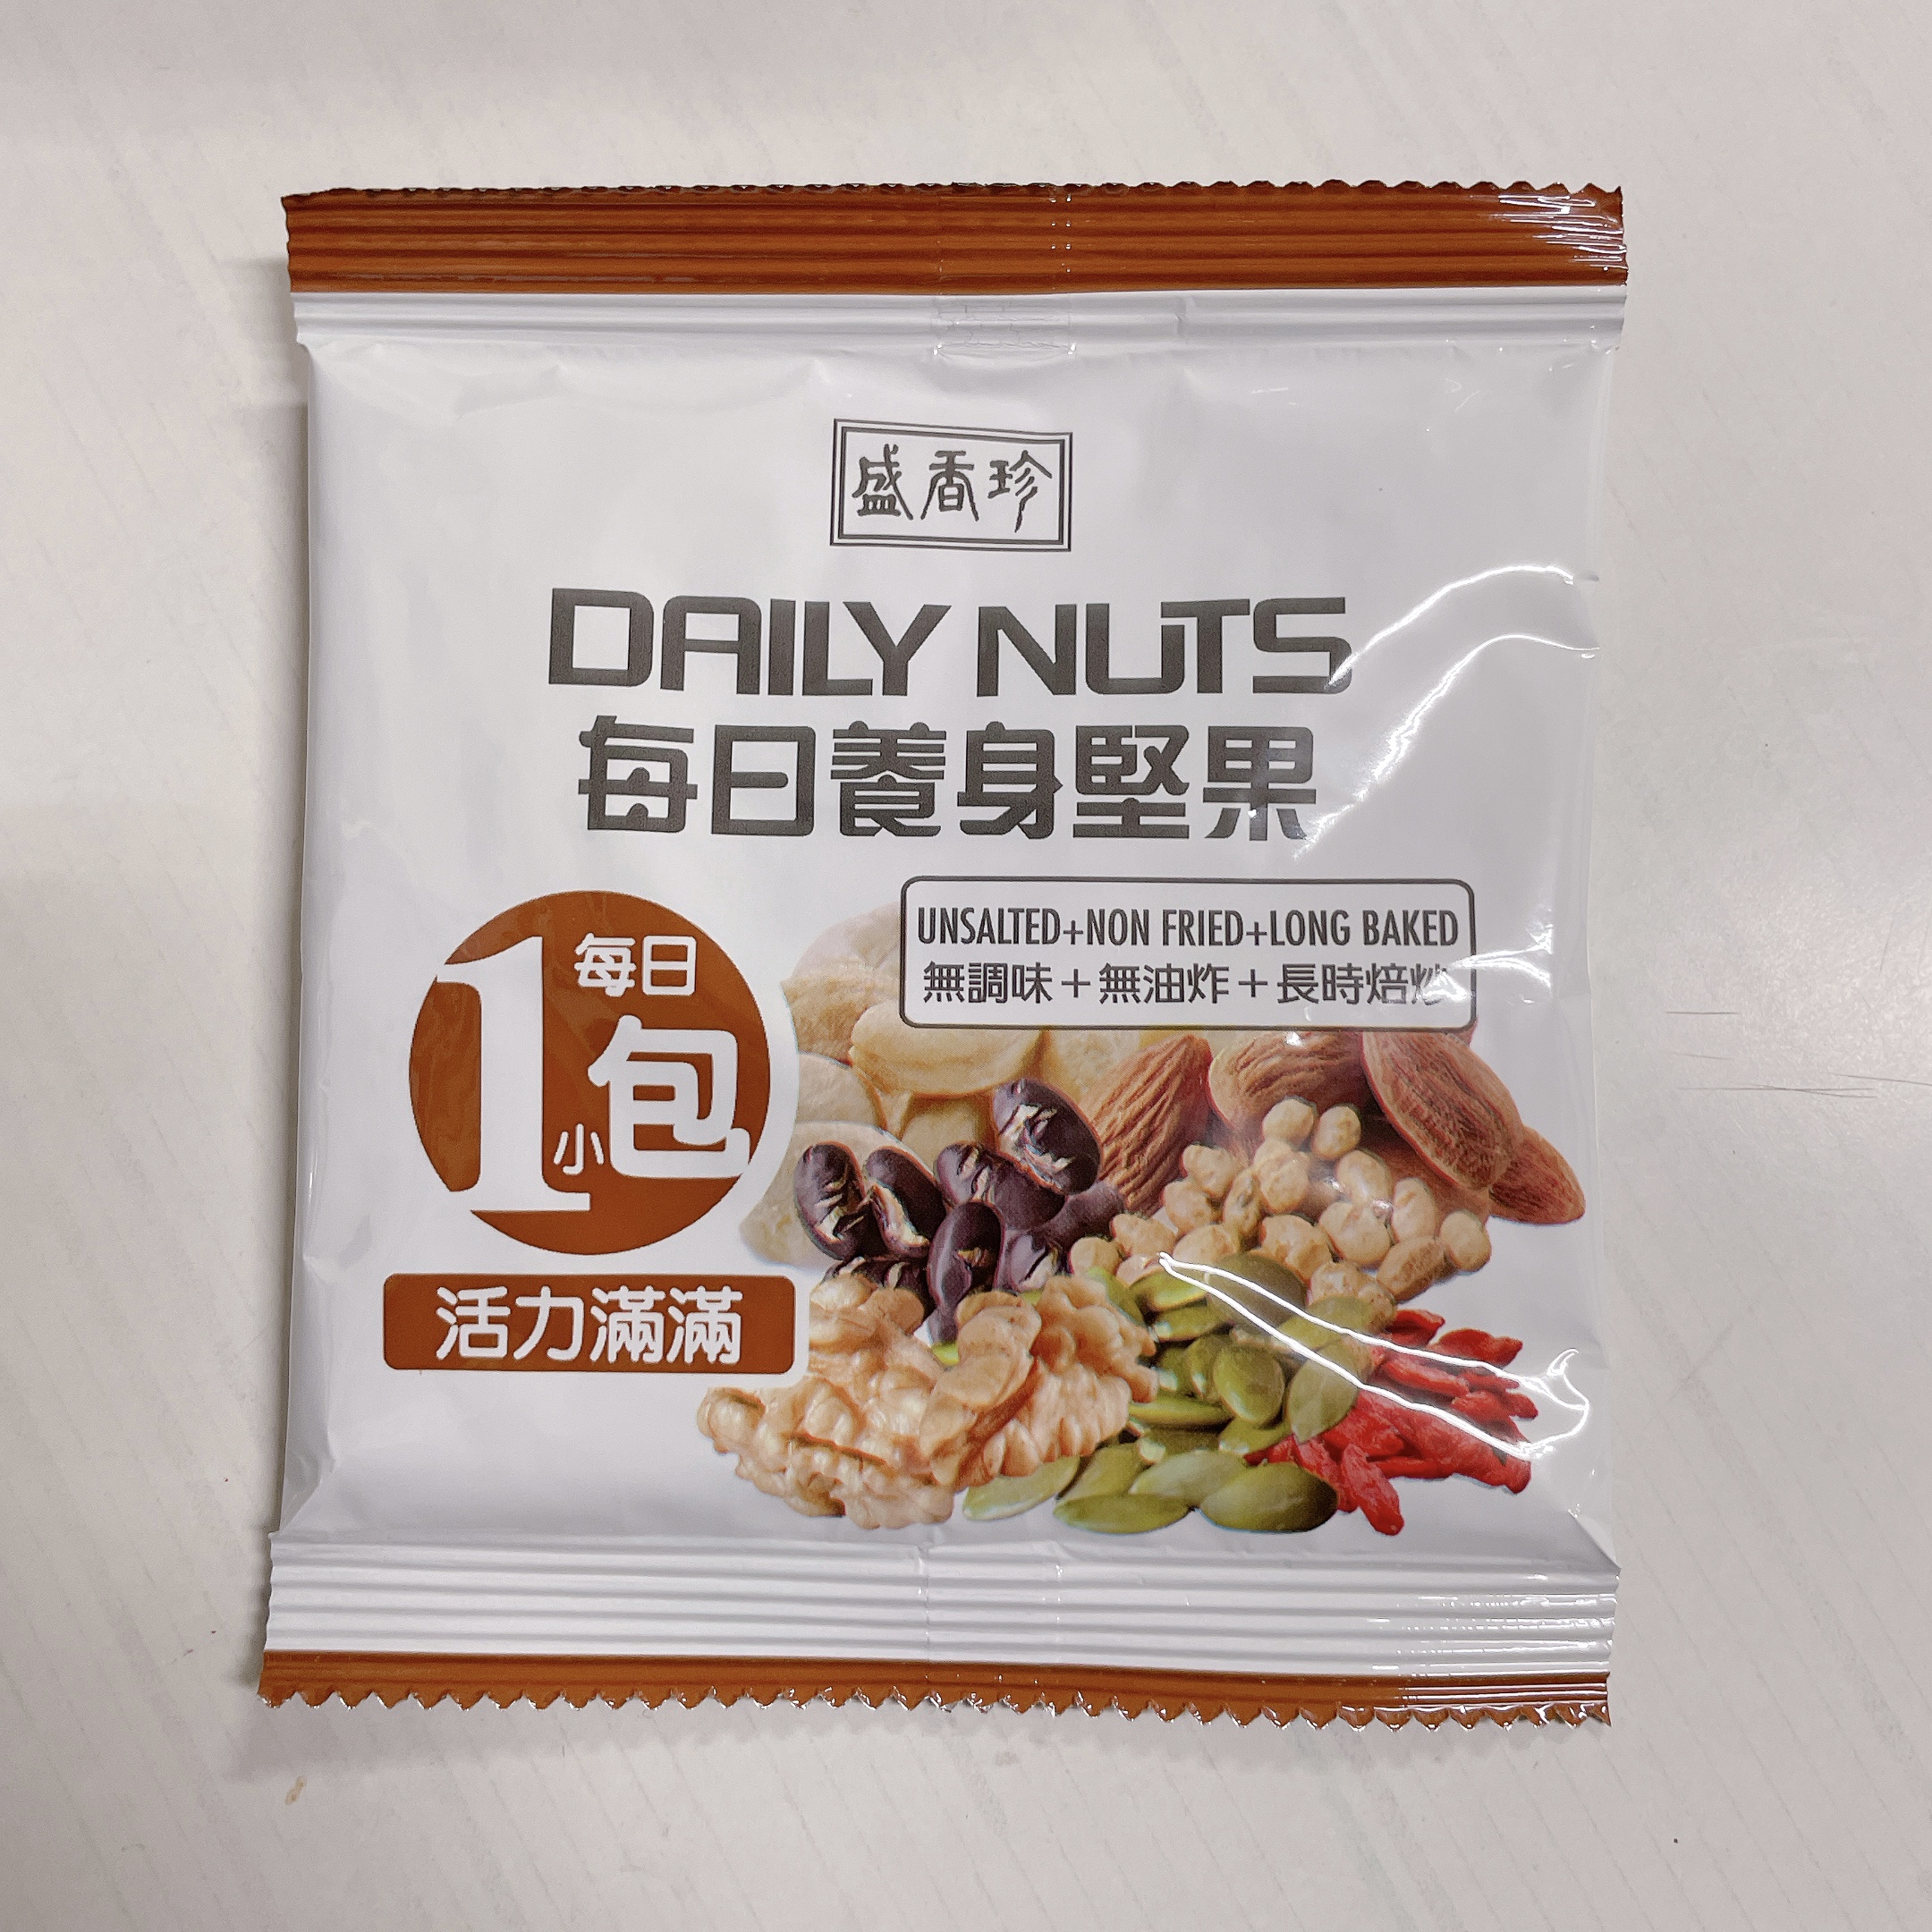 盛香珍
DAILY NUTS
每日養身堅果
UNSALTED+NON FRIED+LONG BAKED
無調味+無油炸+長時焙炒
每日
1小包
活力滿滿